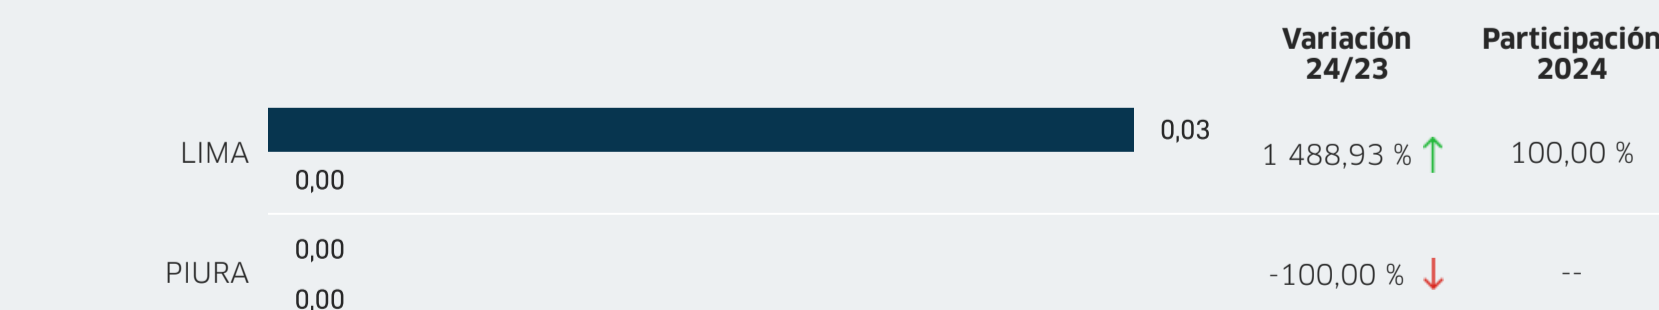 Variación
24/23
Participación
2024
LIMA
0,03
0,00
1 488,93 %
100,00 %
PIURA
0,00
0,00
-100,00 %
--